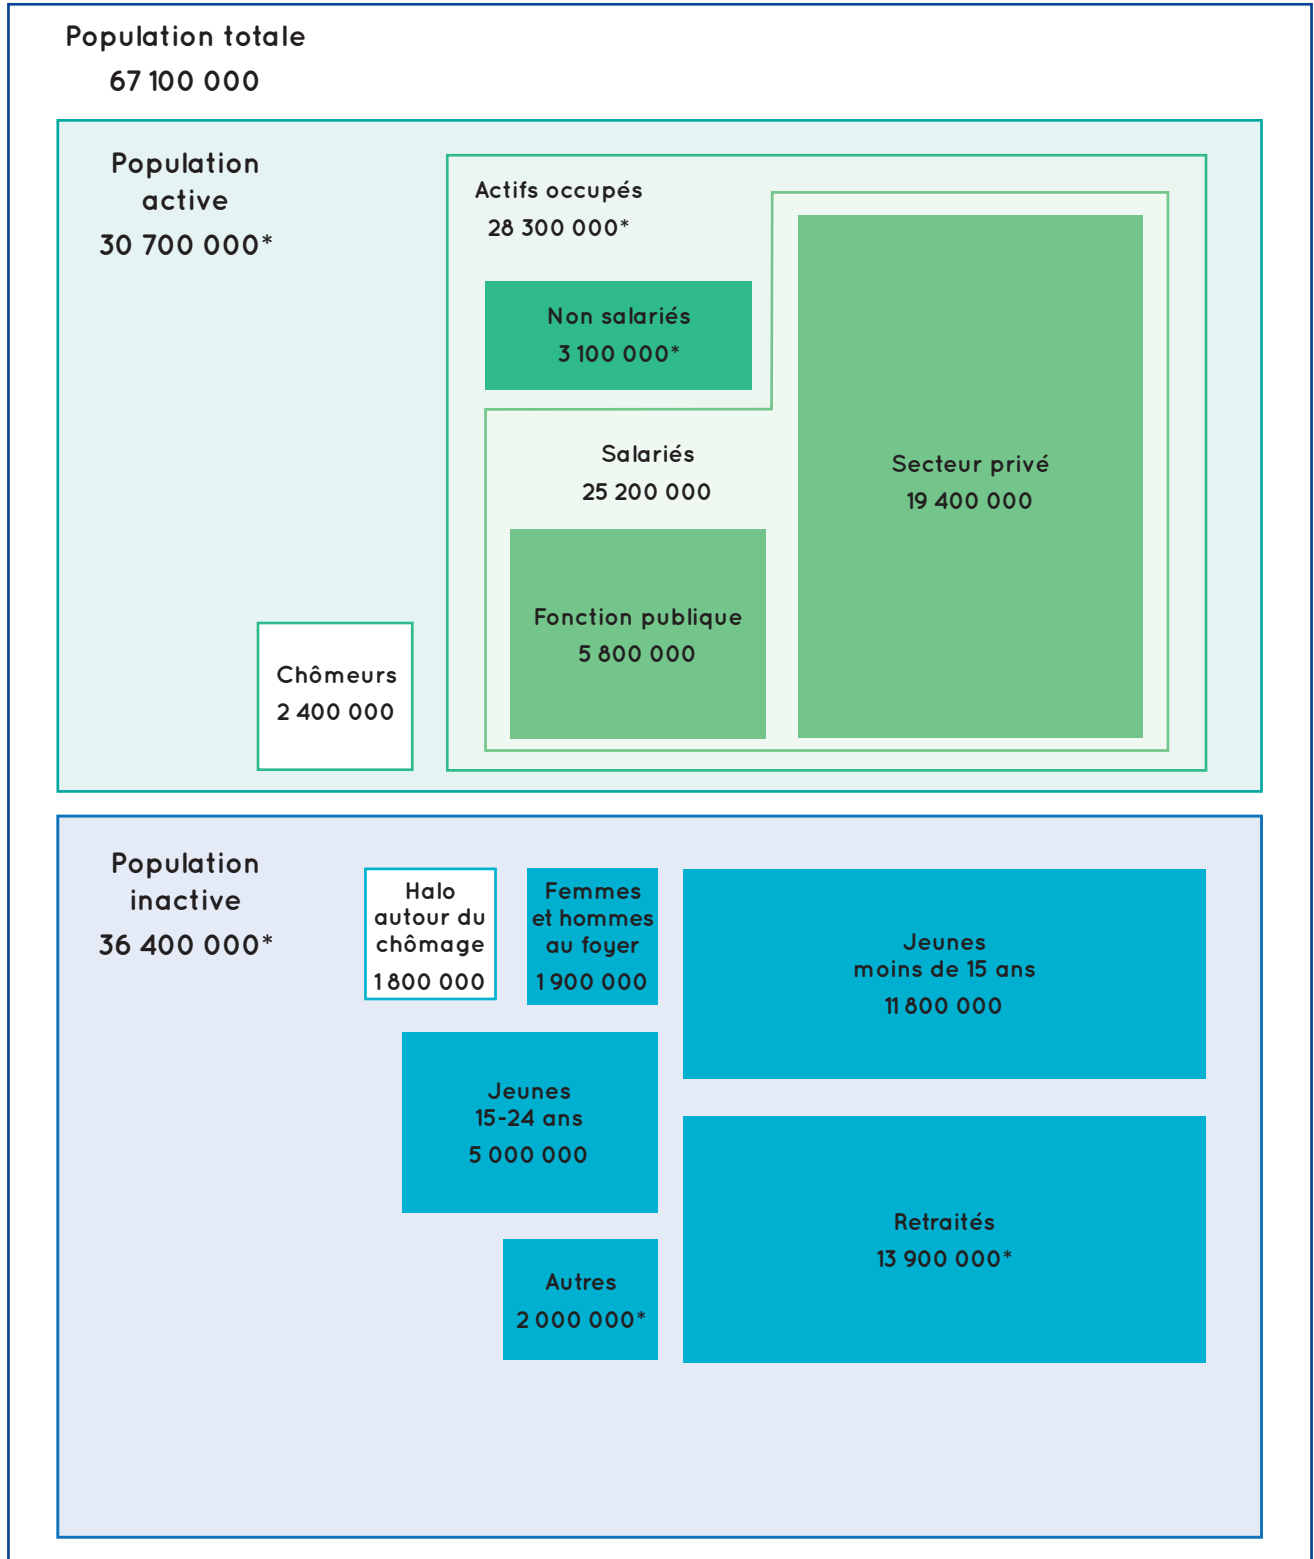 Population totale
67 100 000
Population
active
30 700 000*
Actifs occupés
28 300 000*
Non salariés
3 100 000*
Salariés
25 200 000
Secteur privé
19 400 000
Fonction publique
5 800 000
Chômeurs
2 400 000
Population
inactive
36 400 000*
Halo
autour du
chômage
1 800 000
Femmes
et hommes
au foyer
1 900 000
Jeunes
moins de 15 ans
11 800 000
Jeunes
15-24 ans
5 000 000
Retraités
13 900 000*
Autres
2 000 000*